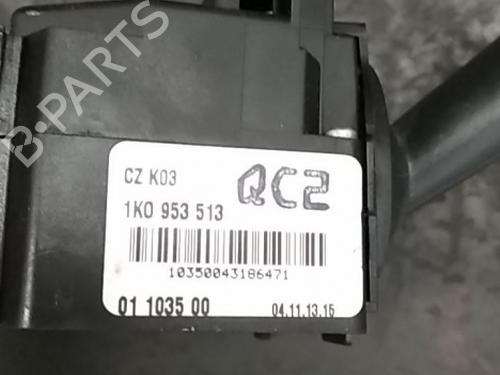 B-PARTS
CZ K03
QC2
1K0 953 513
10350043186471
01 1035 00
04.11.13.15